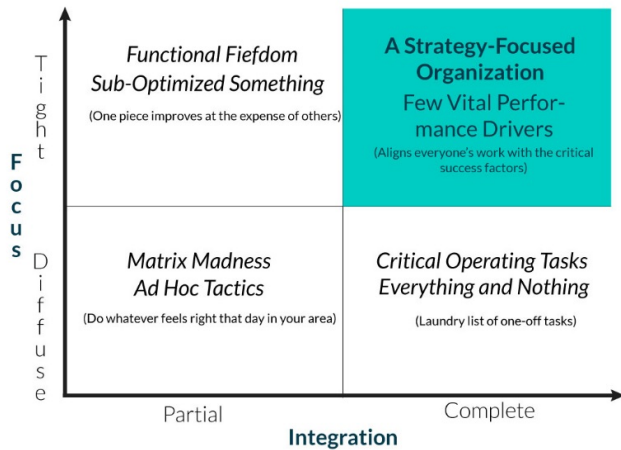 Functional Fiefdom
Sub-Optimized Something
(One piece improves at the expense of others)
A Strategy-Focused
Organization
Few Vital Perfor-
mance Drivers
(Aligns everyone's work with the critical
success factors)
Tight
Focus
Diffuse
Matrix Madness
Ad Hoc Tactics
(Do whatever feels right that day in your area)
Critical Operating Tasks
Everything and Nothing
(Laundry list of one-off tasks)
Partial
Complete
Integration